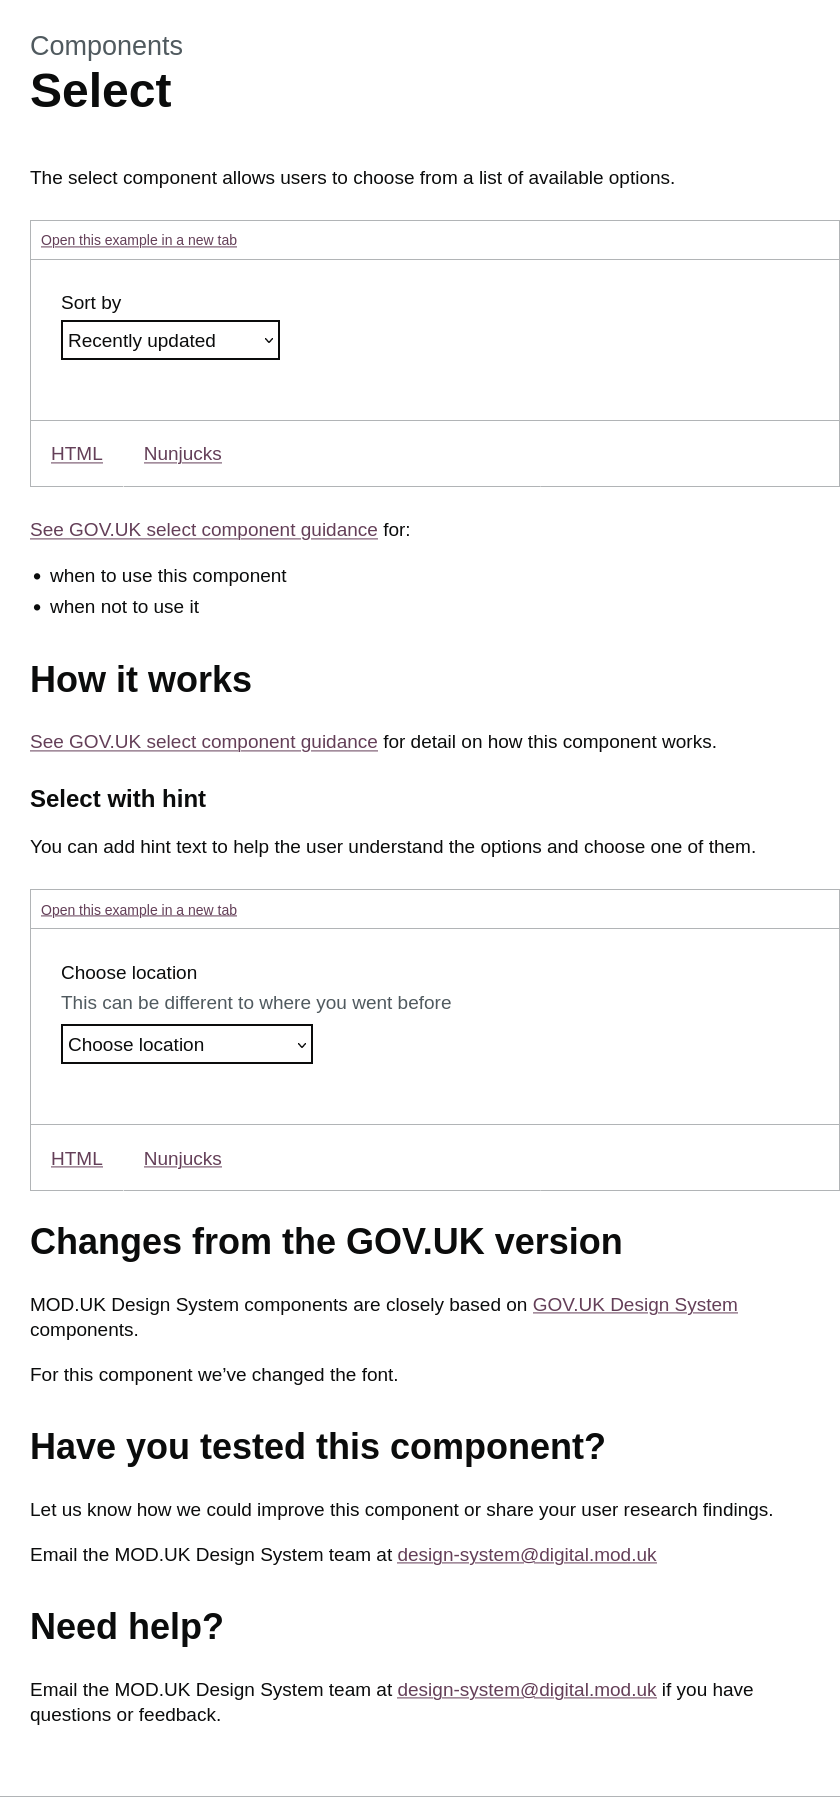 Components
Select
The select component allows users to choose from a list of available options.
Open this example in a new tab
Sort by
Recently updated
HTML Nunjucks
See GOV.UK select component guidance for:
• when to use this component
• when not to use it
How it works
See GOV.UK select component guidance for detail on how this component works.
Select with hint
You can add hint text to help the user understand the options and choose one of them.
Open this example in a new tab
Choose location
This can be different to where you went before
Choose location
HTML Nunjucks
Changes from the GOV.UK version
MOD.UK Design System components are closely based on GOV.UK Design System
components.
For this component we’ve changed the font.
Have you tested this component?
Let us know how we could improve this component or share your user research findings.
Email the MOD.UK Design System team at design-system@digital.mod.uk
Need help?
Email the MOD.UK Design System team at design-system@digital.mod.uk if you have
questions or feedback.